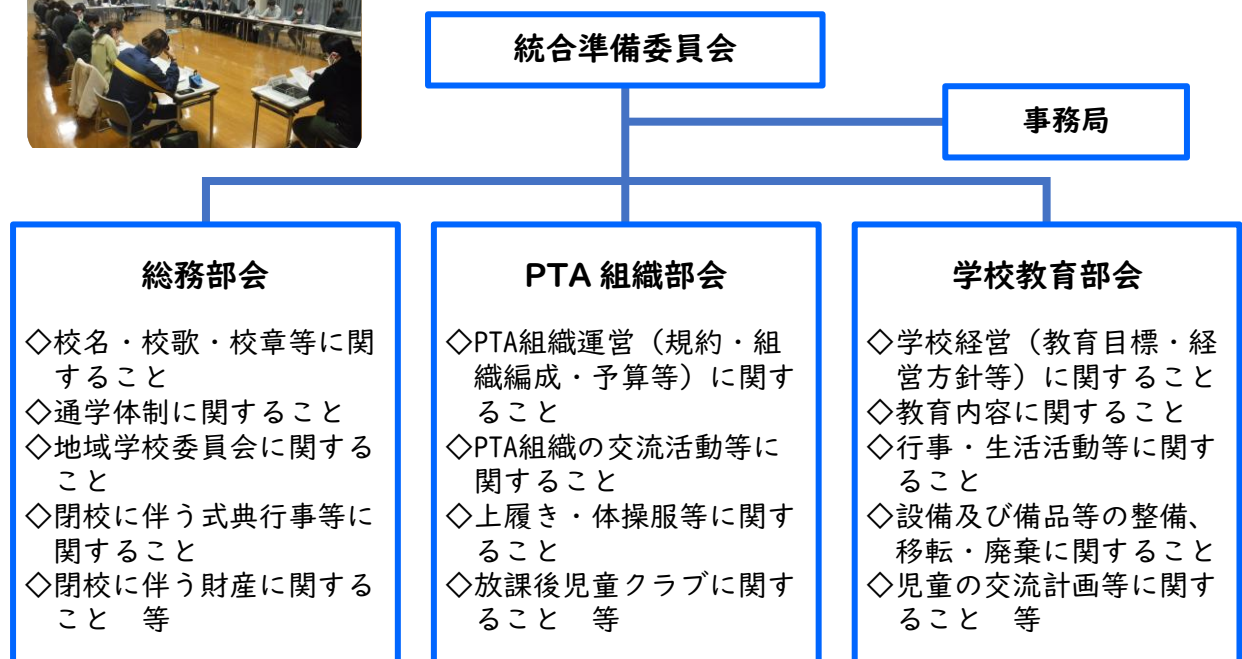 統合準備委員会
事務局
総務部会
◇校名・校歌・校章等に関
すること
◇通学体制に関すること
◇地域学校委員会に関する
こと
◇閉校に伴う式典行事等に
関すること
◇閉校に伴う財産に関する
こと　等
PTA 組織部会
◇PTA組織運営（規約・組
織編成・予算等）に関す
ること
◇PTA組織の交流活動等に
関すること
◇上履き・体操服等に関す
ること
◇放課後児童クラブに関す
ること　等
学校教育部会
◇学校経営（教育目標・経
営方針等）に関すること
◇教育内容に関すること
◇行事・生活活動等に関す
ること
◇設備及び備品等の整備、
移転・廃棄に関すること
◇児童の交流計画等に関す
ること　等